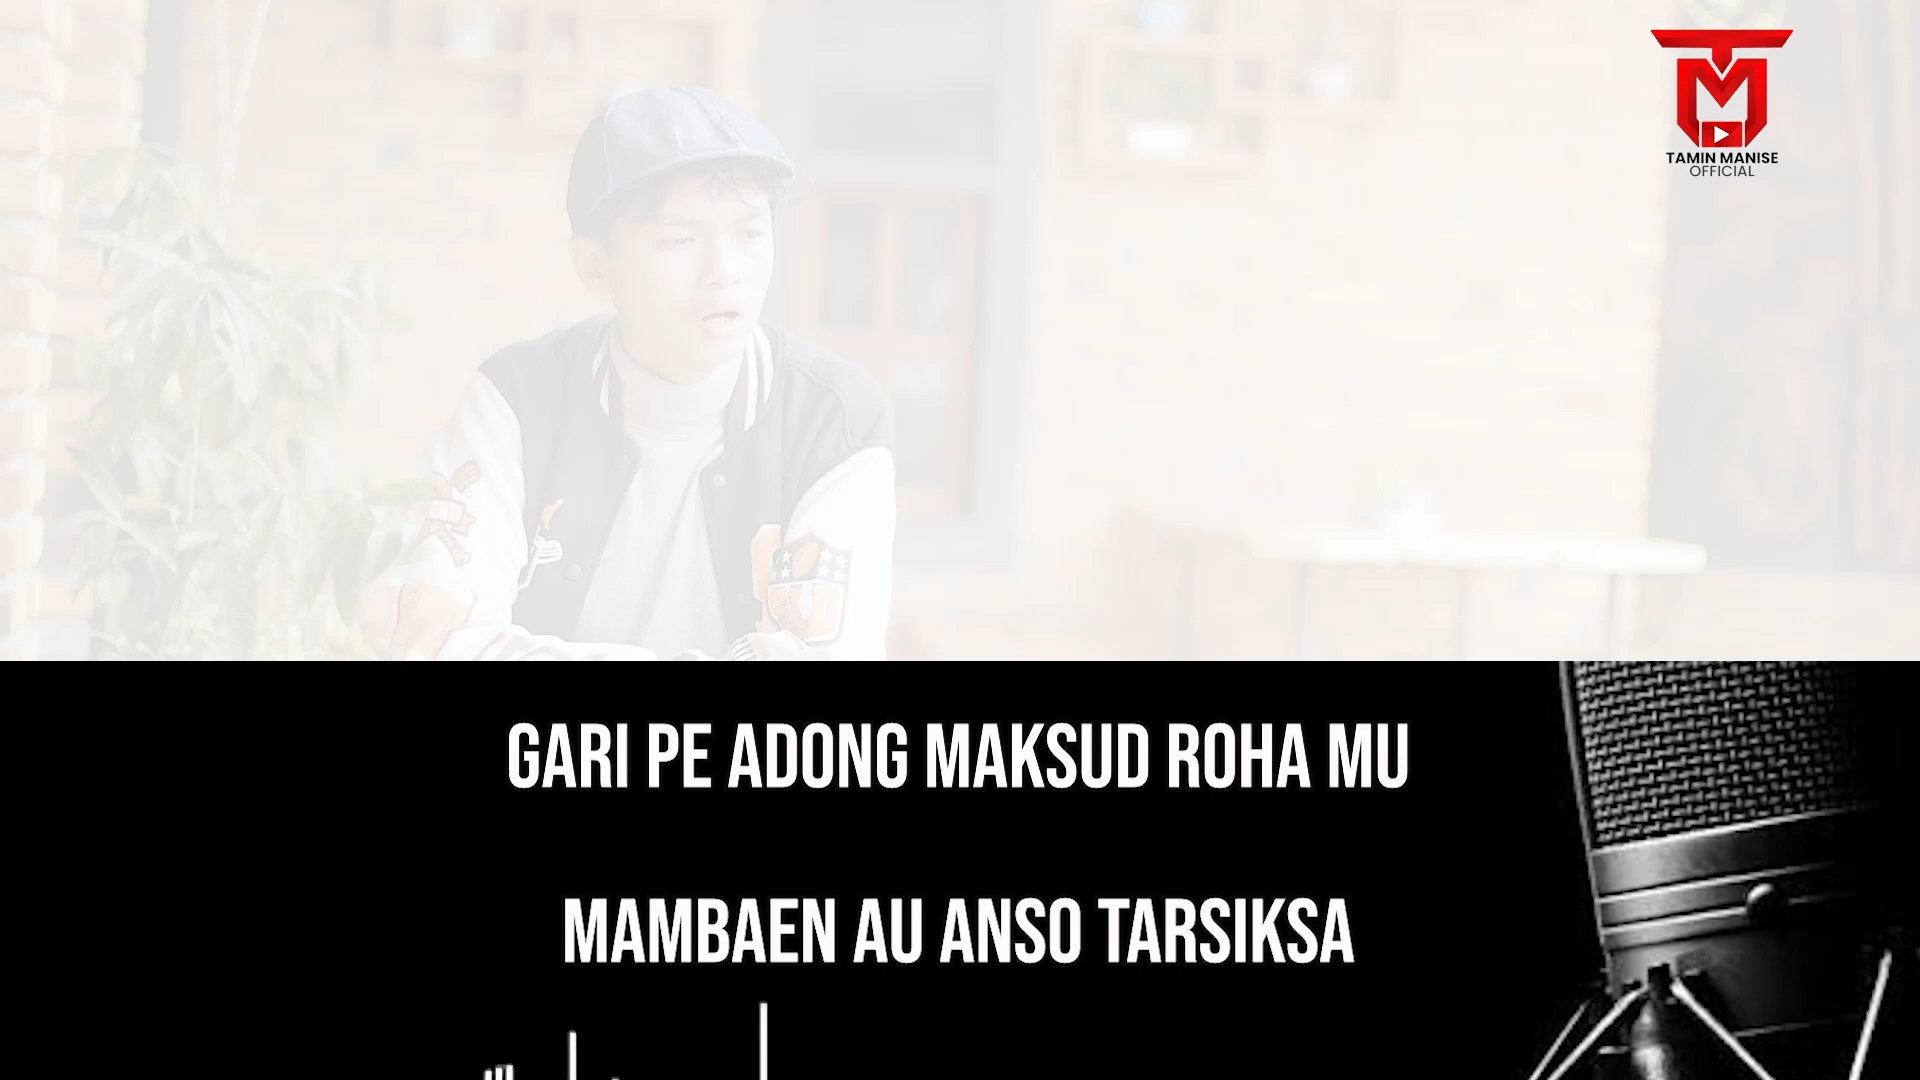 TAMIN MANISE
OFFICIAL
GARI PE ADONG MAKSUD ROHA MU
MAMBAEN AU ANSO TARSIKSA